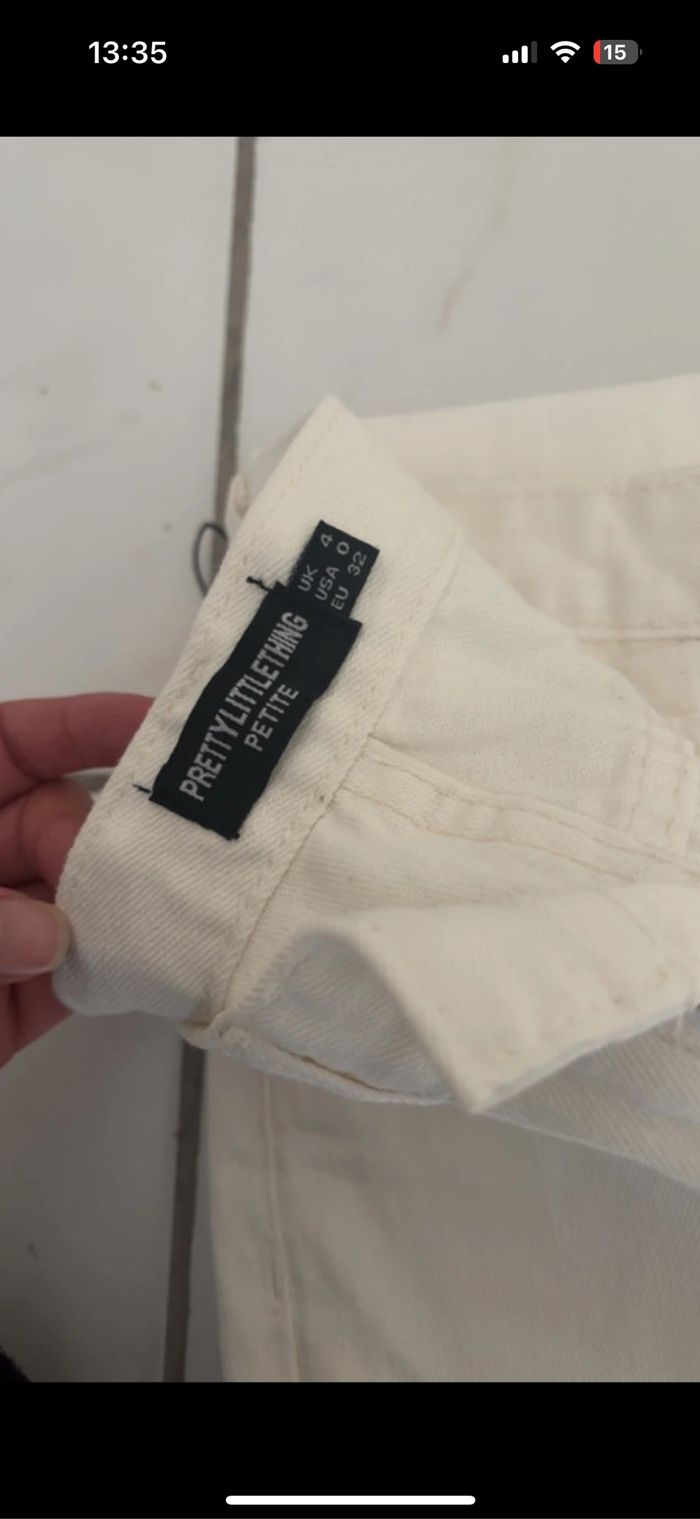 13:35
15
UK 4
USA 0
EU 32
PRETTYLITTLETHING
PETITE